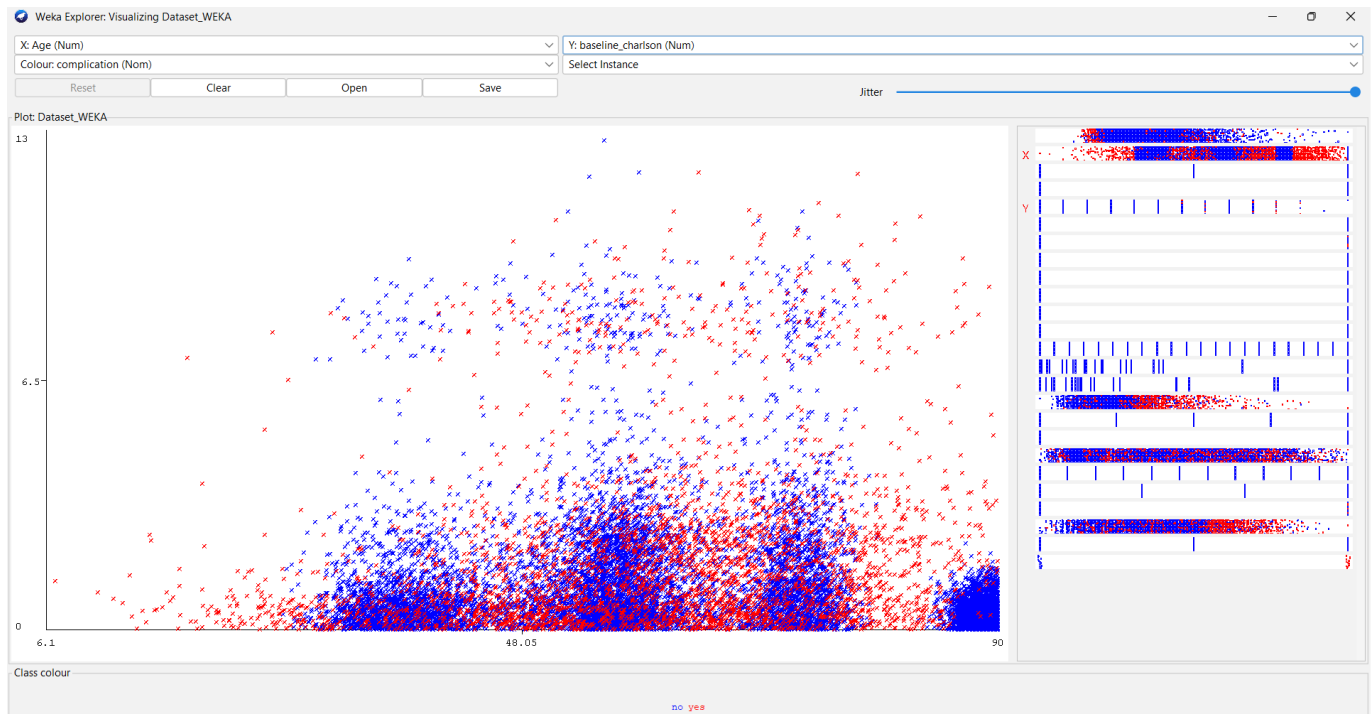 Weka Explorer: Visualizing Dataset_WEKA
X: Age (Num)
Y: baseline_charlson (Num)
Colour: complication (Nom)
Select Instance
Reset
Clear
Open
Save
Jitter
Plot: Dataset_WEKA
13
6.5
0
6.1
48.05
90
X
Y
Class colour
no yes